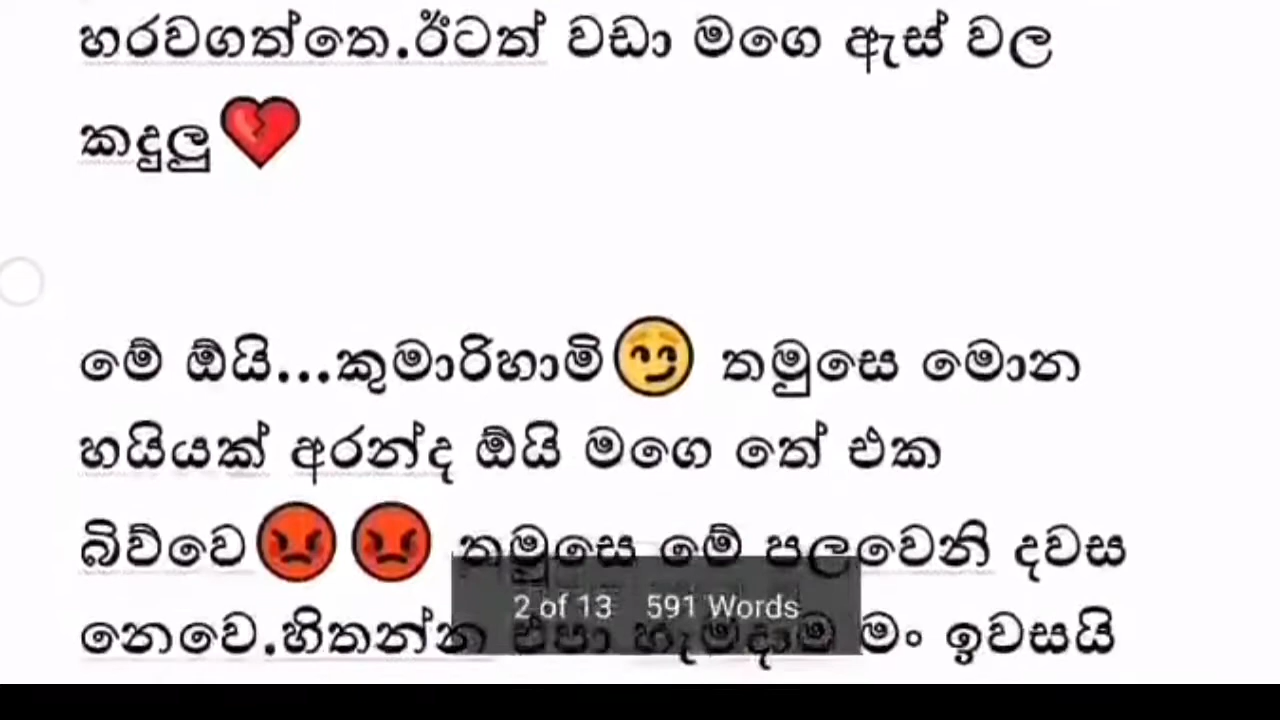 හරවගත්තෙ.ඊටත් වඩා මගෙ ඇස් වල
කදුලු💔
මේ ඕයි...කුමාරිහාමි😏 තමුසෙ මොන
හයියක් අරන්ද ඕයි මගෙ තේ එක
බිව්වෙ😡😡 තමුසෙ මේ පලවෙනි දවස
නෙවෙ.හිතන්න එපා හැමදාම මං ඉවසයි
2 of 13 591 Words